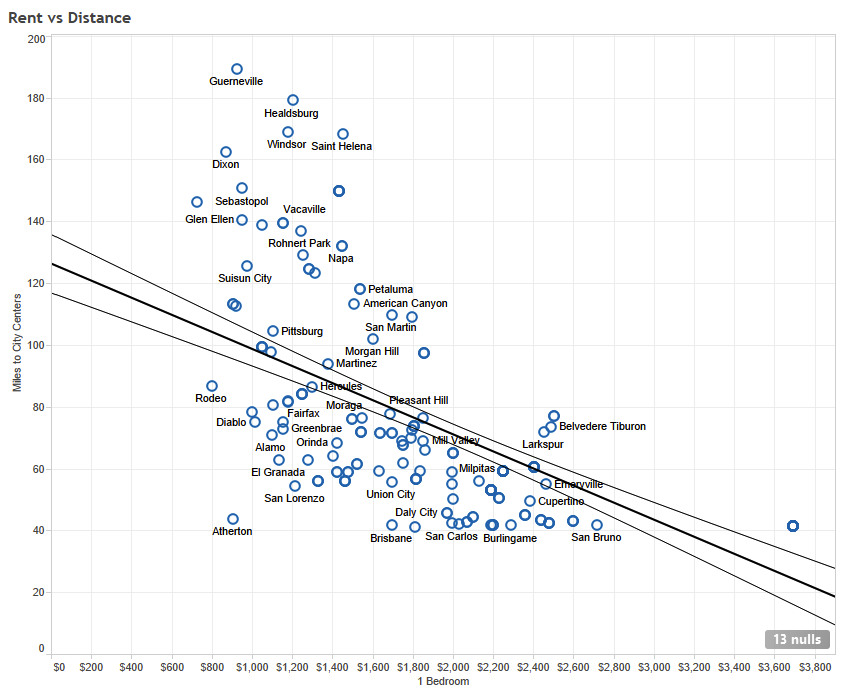 Rent vs Distance
200
Guerneville
180
Healdsburg
Windsor Saint Helena
160
Dixon
Sebastopol
Vacaville
140
Glen Ellen
Rohnert Park
Napa
Suisun City
120
Petaluma
American Canyon
San Martin
Pittsburg
100
Morgan Hill
Martinez
Rodeo
Hercules
80
Moraga
Pleasant Hill
Fairfax
Diablo
Greenbrae
Belvedere Tiburon
Alamo
Orinda
Mill Valley
Larkspur
60
El Granada
Milpitas
San Lorenzo
Union City
Emeryville
Cupertino
40
Daly City
Atherton
Brisbane
San Carlos
Burlingame
San Bruno
20
0
Miles to City Centers
13 nulls
$0 $200 $400 $600 $800 $1,000 $1,200 $1,400 $1,600 $1,800 $2,000 $2,200 $2,400 $2,600 $2,800 $3,000 $3,200 $3,400 $3,600 $3,800
1 Bedroom